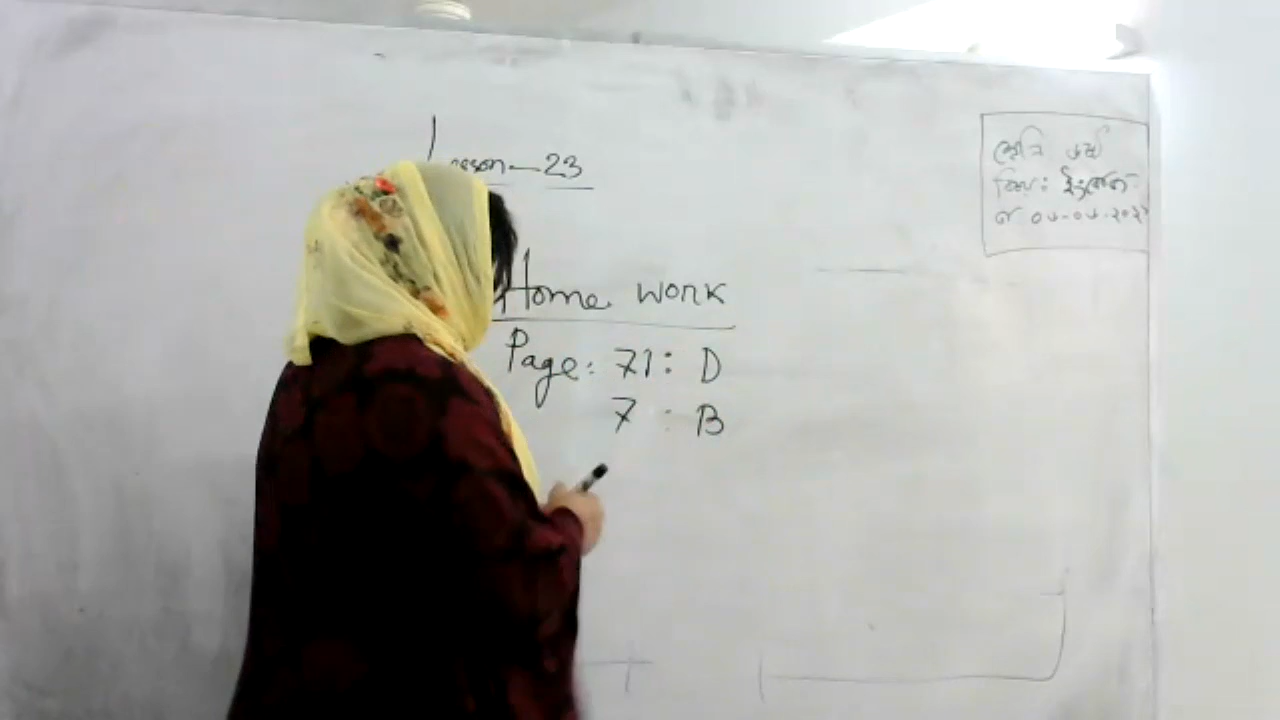 Lesson — 23
Home work
Page: 71: D
7 : B
শ্রেণি ৬ষ্ঠ
বিষয়: ইংরেজি